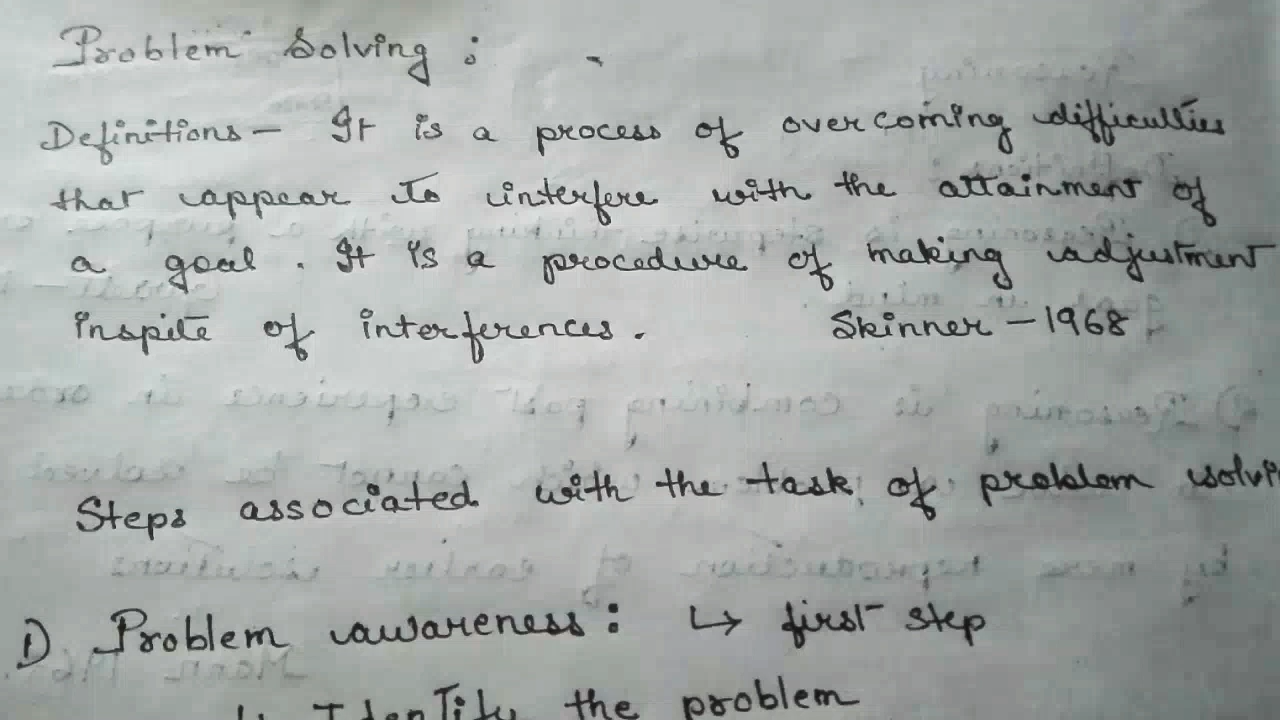 Problem Solving :
Definitions — It is a process of overcoming difficulties
that appear to interfere with the attainment of
a goal. It is a procedure of making adjustment
inspite of interferences. Skinner – 1968
Steps associated with the task of problem solvi
1) Problem awareness : ↳ first step
↳ Identify the problem